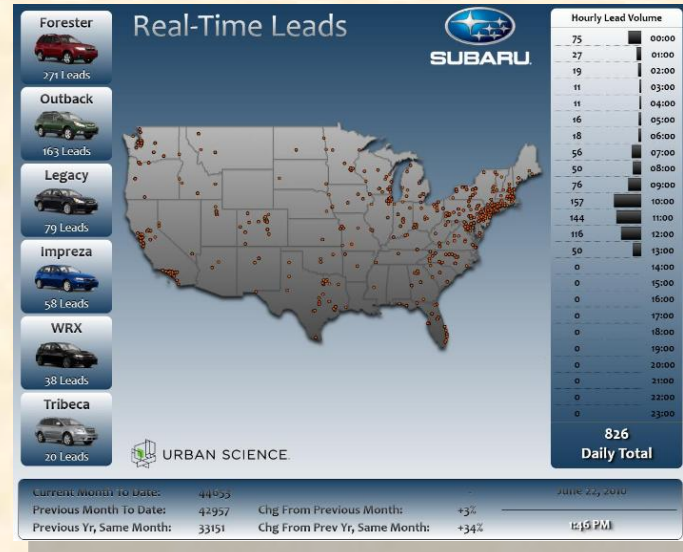 Real-Time Leads
SUBARU
Forester
271 Leads
Outback
163 Leads
Legacy
79 Leads
Impreza
58 Leads
WRX
38 Leads
Tribeca
20 Leads
URBAN SCIENCE
Hourly Lead Volume
75 00:00
27 01:00
19 02:00
11 03:00
11 04:00
16 05:00
18 06:00
56 07:00
50 08:00
76 09:00
157 10:00
144 11:00
116 12:00
50 13:00
0 14:00
0 15:00
0 16:00
0 17:00
0 18:00
0 19:00
0 20:00
0 21:00
0 22:00
0 23:00
826
Daily Total
Current Month To Date:
Previous Month To Date: 42957 Chg From Previous Month: +3%
Previous Yr, Same Month: 33151 Chg From Prev Yr, Same Month: +34%
June 22, 2010
1:46 PM